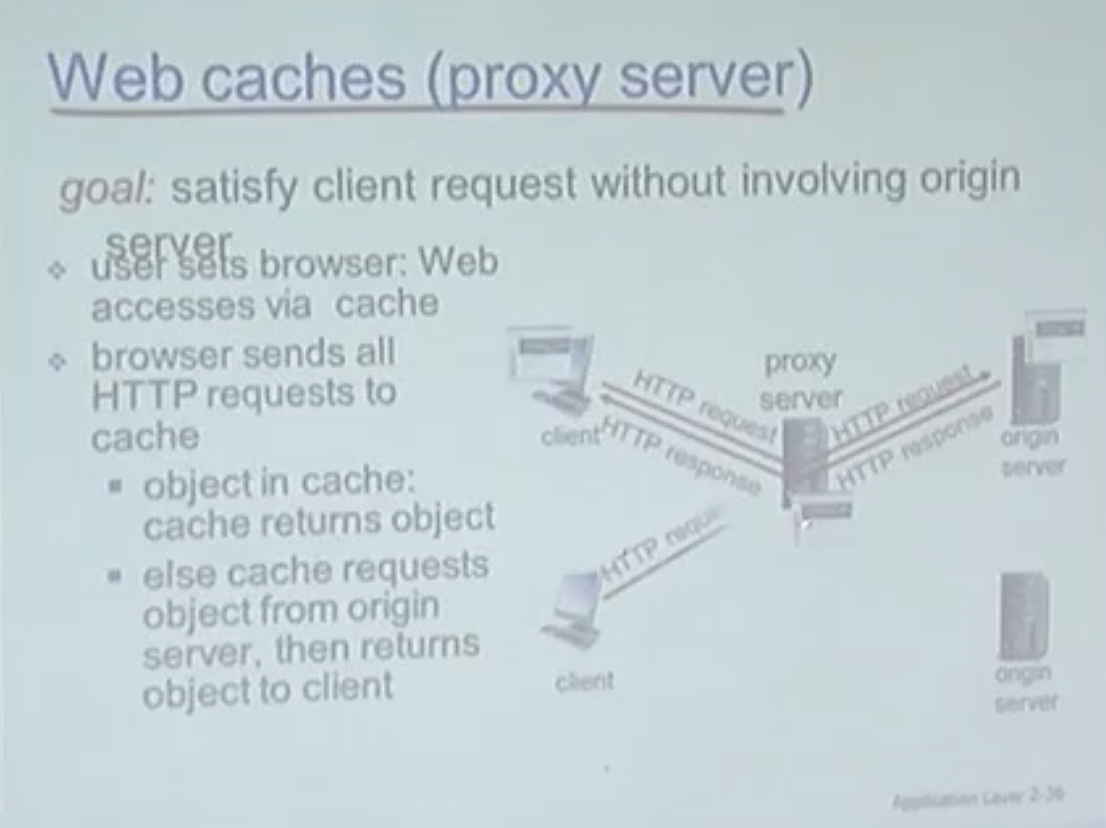 Web caches (proxy server)
goal: satisfy client request without involving origin
server
user sets browser: Web
accesses via cache
browser sends all
HTTP requests to
cache
object in cache:
cache returns object
else cache requests
object from origin
server, then returns
object to client
proxy
server
HTTP request
HTTP response
HTTP request
HTTP response
client
origin
server
HTTP reque
client
origin
server
Application Layer 2-36